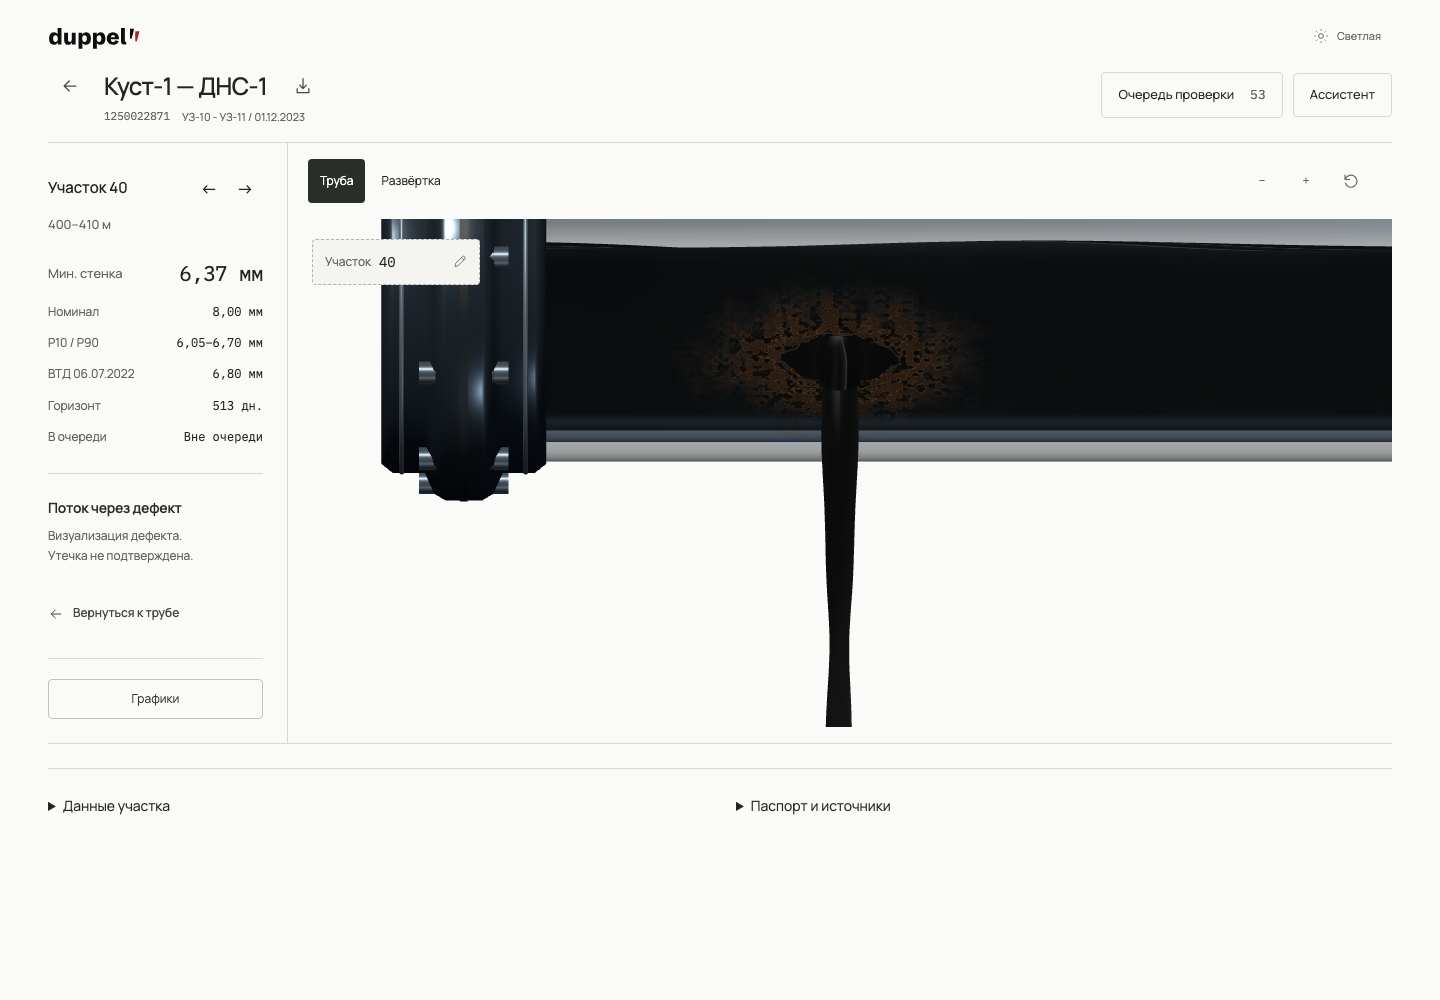 duppel
Светлая
Куст-1 — ДНС-1
1250022871 УЗ-10 - УЗ-11 / 01.12.2023
Очередь проверки 53
Ассистент
Участок 40
400–410 м
Мин. стенка 6,37 мм
Номинал 8,00 мм
P10 / P90 6,05–6,70 мм
ВТД 06.07.2022 6,80 мм
Горизонт 513 дн.
В очереди Вне очереди
Поток через дефект
Визуализация дефекта.
Утечка не подтверждена.
Вернуться к трубе
Графики
Труба Развёртка
− +
Участок 40
Данные участка
Паспорт и источники